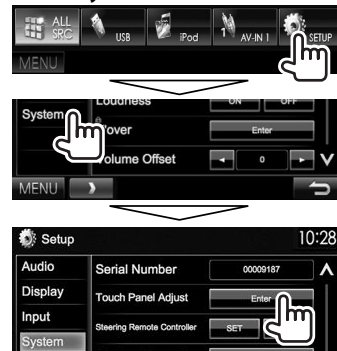 ALL SRC USB iPod 1 AV-IN 1 SETUP
MENU
Loudness ON OFF
System
Enter
Volume Offset 0
MENU
Setup 10:28
Audio Serial Number 00009187
Display Touch Panel Adjust Enter
Input Steering Remote Controller SET
System